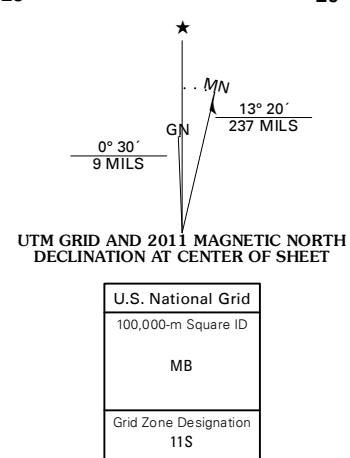 ★
MN
13° 20´
237 MILS
GN
0° 30´
9 MILS
UTM GRID AND 2011 MAGNETIC NORTH
DECLINATION AT CENTER OF SHEET
U.S. National Grid
100,000-m Square ID
MB
Grid Zone Designation
11S